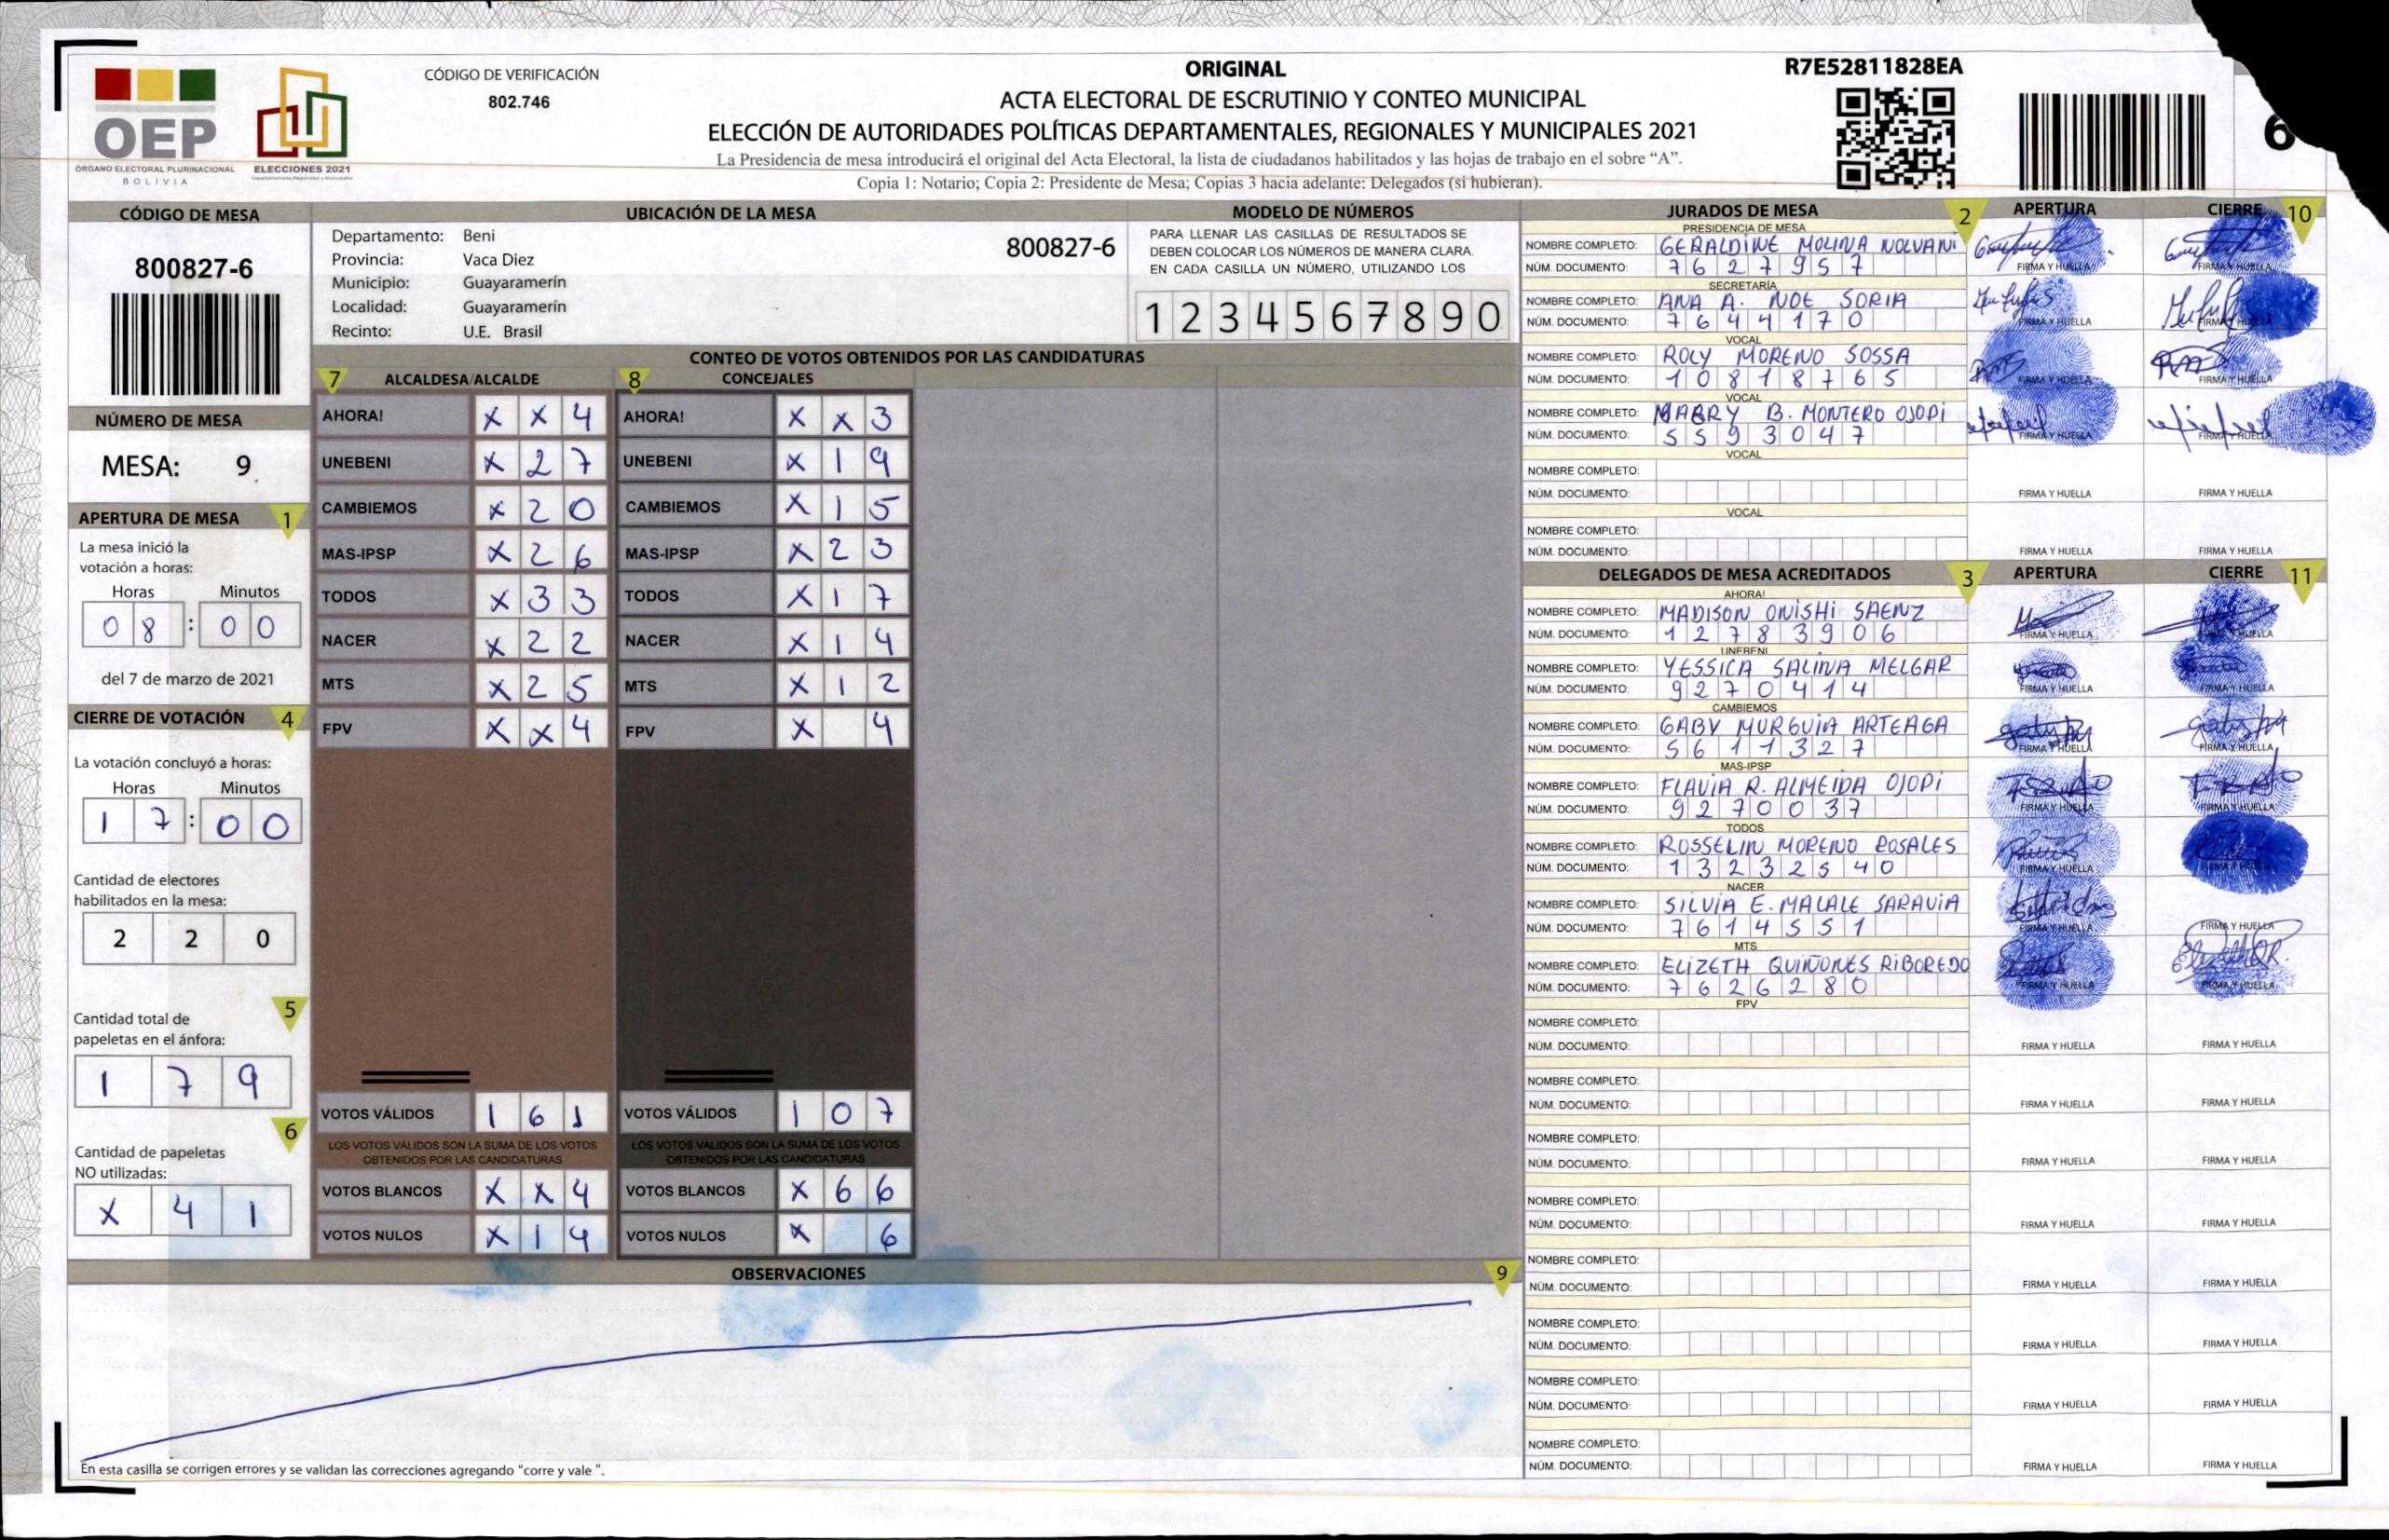 ORIGINAL
R7E52811828EA
CÓDIGO DE VERIFICACIÓN
802.746
ACTA ELECTORAL DE ESCRUTINIO Y CONTEO MUNICIPAL
ELECCIÓN DE AUTORIDADES POLÍTICAS DEPARTAMENTALES, REGIONALES Y MUNICIPALES 2021
La Presidencia de mesa introducirá el original del Acta Electoral, la lista de ciudadanos habilitados y las hojas de trabajo en el sobre “A”.
Copia 1: Notario; Copia 2: Presidente de Mesa; Copias 3 hacia adelante: Delegados (si hubieran).
OEP
ÓRGANO ELECTORAL PLURINACIONAL
BOLIVIA
ELECCIONES 2021
6
CÓDIGO DE MESA
800827-6
NÚMERO DE MESA
MESA: 9
APERTURA DE MESA 1
La mesa inició la
votación a horas:
Horas Minutos
0 8 : 0 0
del 7 de marzo de 2021
CIERRE DE VOTACIÓN 4
La votación concluyó a horas:
Horas Minutos
1 7 : 0 0
Cantidad de electores
habilitados en la mesa:
2 2 0
5
Cantidad total de
papeletas en el ánfora:
1 7 9
6
Cantidad de papeletas
NO utilizadas:
X 4 1
UBICACIÓN DE LA MESA
Departamento: Beni
Provincia: Vaca Diez
Municipio: Guayaramerín
Localidad: Guayaramerín
Recinto: U.E. Brasil
800827-6
MODELO DE NÚMEROS
PARA LLENAR LAS CASILLAS DE RESULTADOS SE
DEBEN COLOCAR LOS NÚMEROS DE MANERA CLARA.
EN CADA CASILLA UN NÚMERO, UTILIZANDO LOS
1 2 3 4 5 6 7 8 9 0
CONTEO DE VOTOS OBTENIDOS POR LAS CANDIDATURAS
7 ALCALDESA/ALCALDE
AHORA! X X 4
UNEBENI X 2 7
CAMBIEMOS X 2 0
MAS-IPSP X 2 6
TODOS X 3 3
NACER X 2 2
MTS X 2 5
FPV X X 4
VOTOS VÁLIDOS 1 6 1
LOS VOTOS VÁLIDOS SON LA SUMA DE LOS VOTOS
OBTENIDOS POR LAS CANDIDATURAS
VOTOS BLANCOS X X 4
VOTOS NULOS X 1 4
8 CONCEJALES
AHORA! X X 3
UNEBENI X 1 9
CAMBIEMOS X 1 5
MAS-IPSP X 2 3
TODOS X 1 7
NACER X 1 4
MTS X 1 2
FPV X 4
VOTOS VÁLIDOS 1 0 7
LOS VOTOS VÁLIDOS SON LA SUMA DE LOS VOTOS
OBTENIDOS POR LAS CANDIDATURAS
VOTOS BLANCOS X 6 6
VOTOS NULOS X 6
OBSERVACIONES 9
En esta casilla se corrigen errores y se validan las correcciones agregando “corre y vale ”.
JURADOS DE MESA 2 APERTURA CIERRE 10
PRESIDENCIA DE MESA
NOMBRE COMPLETO: GERALDINE MOLINA NOLVANI
NÚM. DOCUMENTO: 7627957 FIRMA Y HUELLA FIRMA Y HUELLA
SECRETARÍA
NOMBRE COMPLETO: ANA A. NOE SORIA
NÚM. DOCUMENTO: 7644170 FIRMA Y HUELLA FIRMA Y HUELLA
VOCAL
NOMBRE COMPLETO: ROLY MORENO SOSSA
NÚM. DOCUMENTO: 10818765 FIRMA Y HUELLA FIRMA Y HUELLA
VOCAL
NOMBRE COMPLETO: MABRY B. MONTERO OJOPI
NÚM. DOCUMENTO: 5593047 FIRMA Y HUELLA FIRMA Y HUELLA
VOCAL
NOMBRE COMPLETO:
NÚM. DOCUMENTO: FIRMA Y HUELLA FIRMA Y HUELLA
VOCAL
NOMBRE COMPLETO:
NÚM. DOCUMENTO: FIRMA Y HUELLA FIRMA Y HUELLA
DELEGADOS DE MESA ACREDITADOS 3 APERTURA CIERRE 11
AHORA!
NOMBRE COMPLETO: MADISON ONISHI SAENZ
NÚM. DOCUMENTO: 12783906 FIRMA Y HUELLA FIRMA Y HUELLA
UNEBENI
NOMBRE COMPLETO: YESSICA SALINA MELGAR
NÚM. DOCUMENTO: 9270414 FIRMA Y HUELLA FIRMA Y HUELLA
CAMBIEMOS
NOMBRE COMPLETO: GABY MURGUIA ARTEAGA
NÚM. DOCUMENTO: 5611327 FIRMA Y HUELLA FIRMA Y HUELLA
MAS-IPSP
NOMBRE COMPLETO: FLAVIA R. ALMEIDA OJOPI
NÚM. DOCUMENTO: 9270037 FIRMA Y HUELLA FIRMA Y HUELLA
TODOS
NOMBRE COMPLETO: ROSSELIN MORENO ROSALES
NÚM. DOCUMENTO: 13232540 FIRMA Y HUELLA FIRMA Y HUELLA
NACER
NOMBRE COMPLETO: SILVIA E. MALALE SARAVIA
NÚM. DOCUMENTO: 7614551 FIRMA Y HUELLA FIRMA Y HUELLA
MTS
NOMBRE COMPLETO: ELIZETH QUIÑONES RIBOREDO
NÚM. DOCUMENTO: 7626280 FIRMA Y HUELLA FIRMA Y HUELLA
FPV
NOMBRE COMPLETO:
NÚM. DOCUMENTO: FIRMA Y HUELLA FIRMA Y HUELLA
NOMBRE COMPLETO:
NÚM. DOCUMENTO: FIRMA Y HUELLA FIRMA Y HUELLA
NOMBRE COMPLETO:
NÚM. DOCUMENTO: FIRMA Y HUELLA FIRMA Y HUELLA
NOMBRE COMPLETO:
NÚM. DOCUMENTO: FIRMA Y HUELLA FIRMA Y HUELLA
NOMBRE COMPLETO:
NÚM. DOCUMENTO: FIRMA Y HUELLA FIRMA Y HUELLA
NOMBRE COMPLETO:
NÚM. DOCUMENTO: FIRMA Y HUELLA FIRMA Y HUELLA
NOMBRE COMPLETO:
NÚM. DOCUMENTO: FIRMA Y HUELLA FIRMA Y HUELLA
NOMBRE COMPLETO:
NÚM. DOCUMENTO: FIRMA Y HUELLA FIRMA Y HUELLA